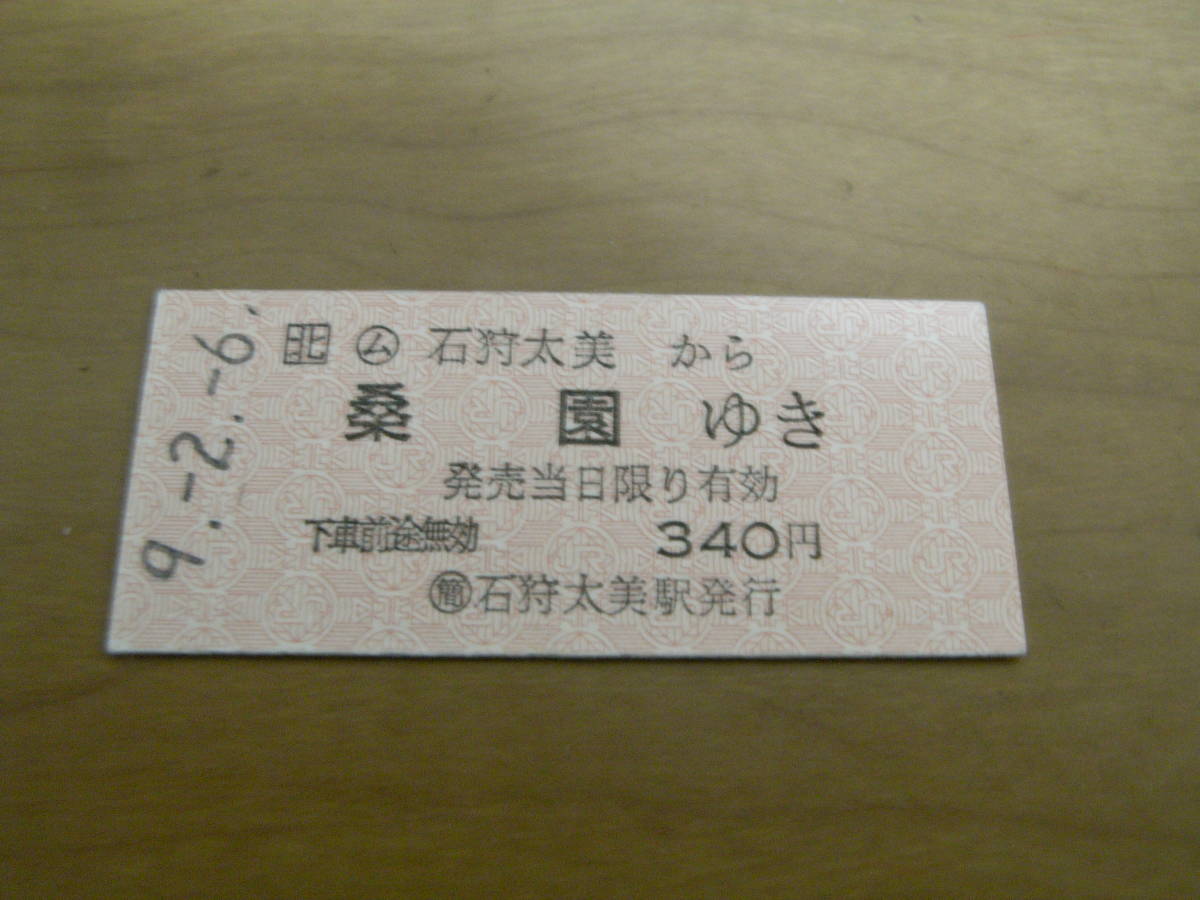 9.-2.-6.
北 ム 石狩太美 から
桑 園 ゆき
発売当日限り有効
下車前途無効 340円
簡 石狩太美駅発行